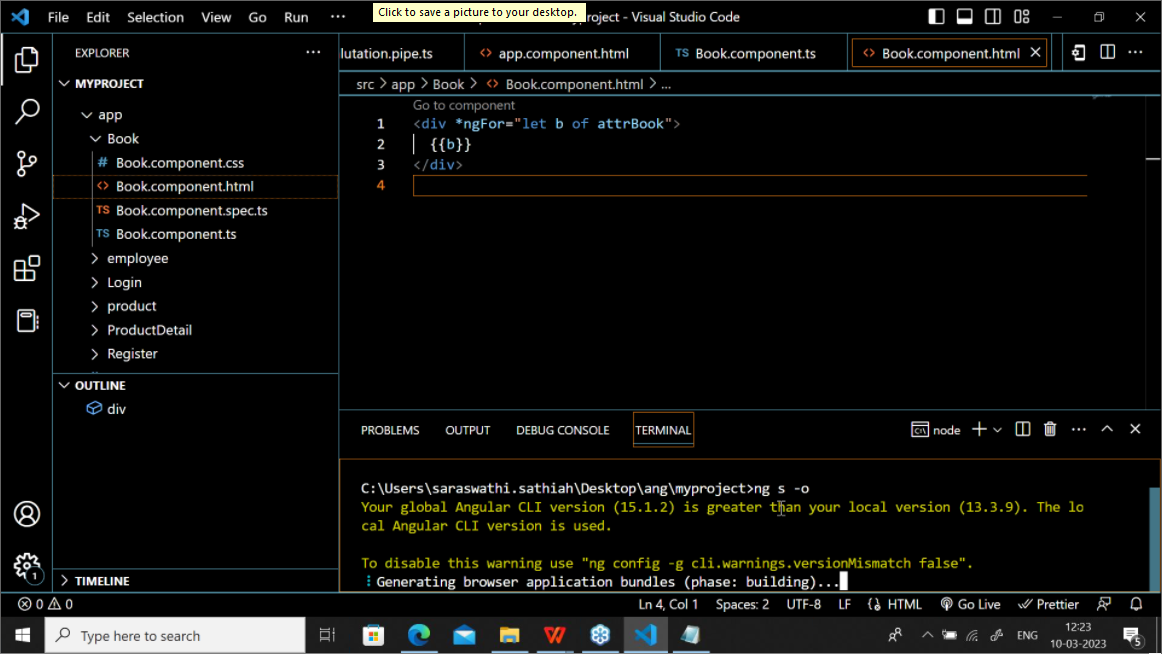 File Edit Selection View Go Run ··· Click to save a picture to your desktop. project - Visual Studio Code
EXPLORER ···
lutation.pipe.ts <> app.component.html TS Book.component.ts <> Book.component.html ···
MYPROJECT
src > app > Book > <> Book.component.html > ...
app
Book
# Book.component.css
<> Book.component.html
TS Book.component.spec.ts
TS Book.component.ts
employee
Login
product
ProductDetail
Register
OUTLINE
div
TIMELINE
Go to component
1 <div *ngFor="let b of attrBook">
2 {{b}}
3 </div>
4
PROBLEMS OUTPUT DEBUG CONSOLE TERMINAL node ···
C:\Users\saraswathi.sathiah\Desktop\ang\myproject>ng s -o
Your global Angular CLI version (15.1.2) is greater than your local version (13.3.9). The lo
cal Angular CLI version is used.
To disable this warning use "ng config -g cli.warnings.versionMismatch false".
Generating browser application bundles (phase: building)...
1
0 0 Ln 4, Col 1 Spaces: 2 UTF-8 LF {} HTML Go Live Prettier
Type here to search
ENG 12:23
10-03-2023
5